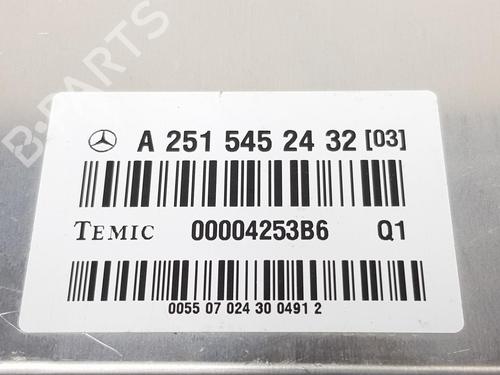 B-PARTS
A 251 545 24 32 [03]
TEMIC 00004253B6 Q1
0055 07 024 30 0491 2